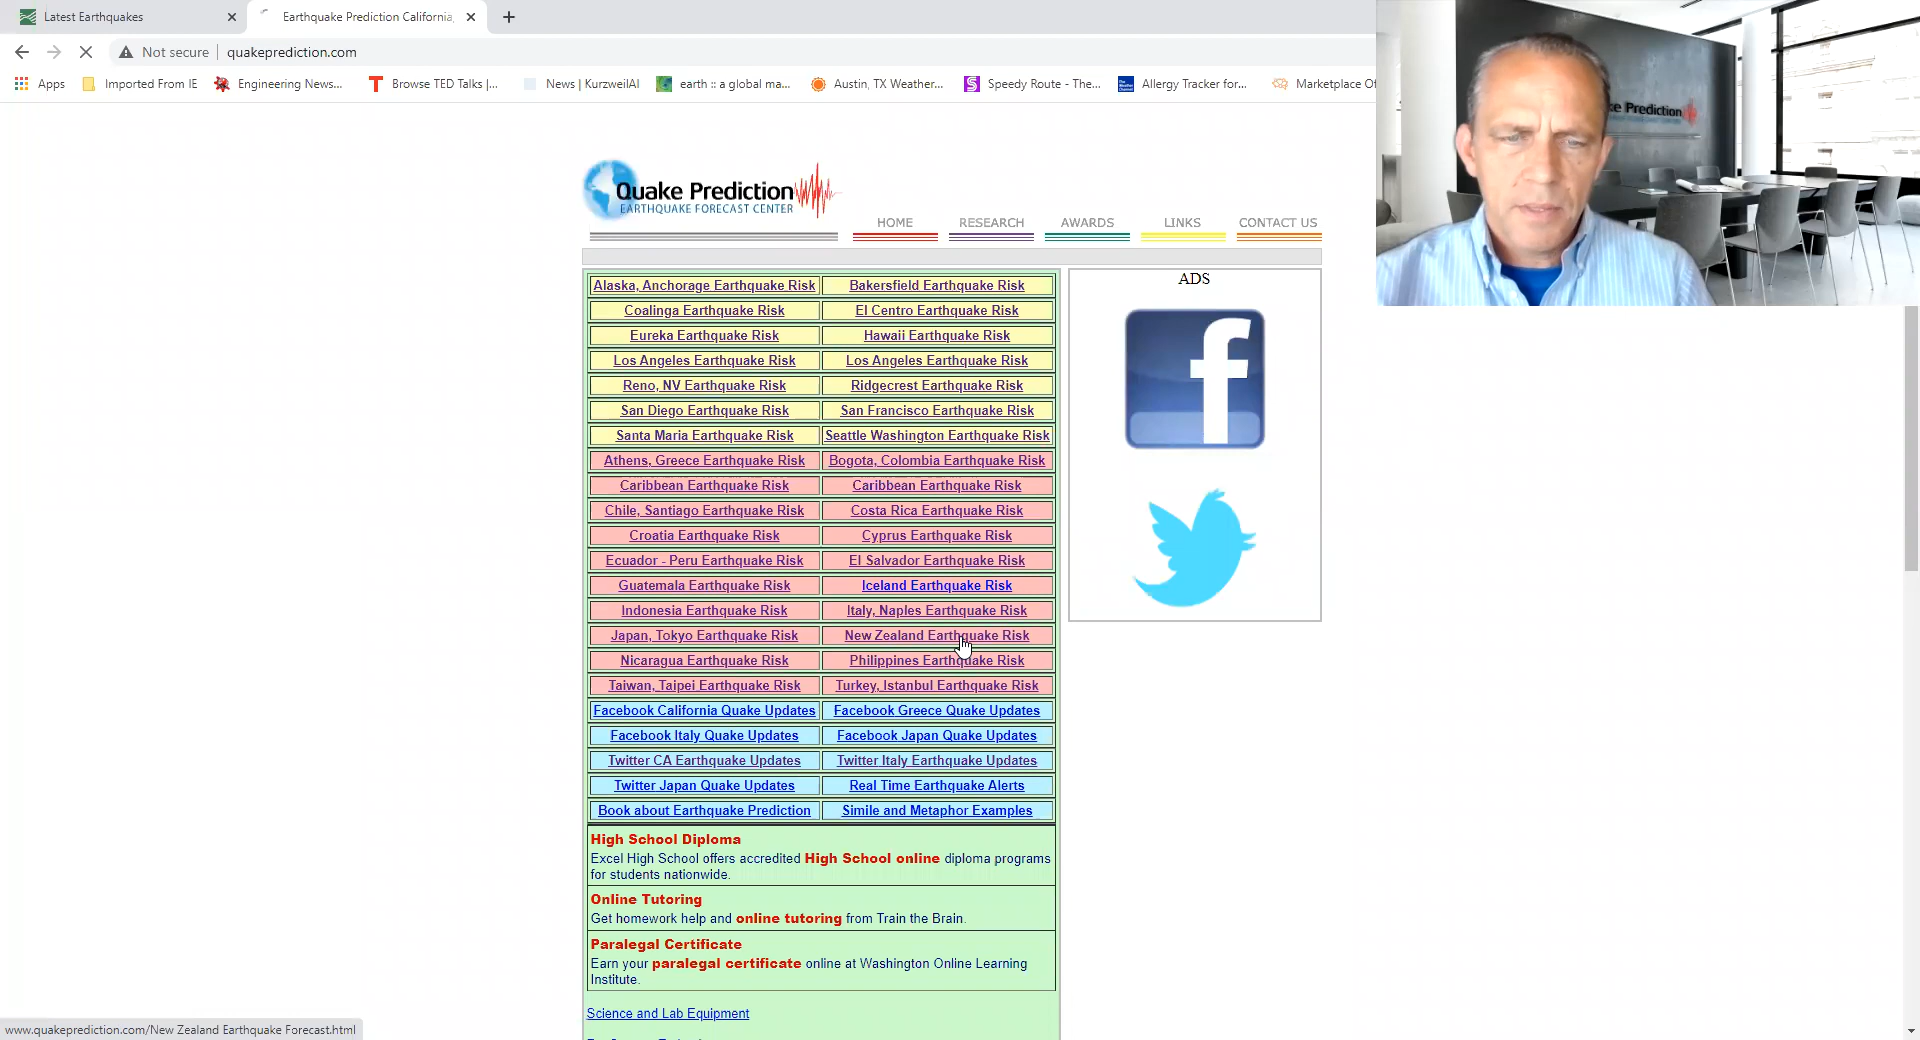 Latest Earthquakes
Earthquake Prediction California,
Not secure
quakeprediction.com
Apps
Imported From IE
Engineering News...
Browse TED Talks |...
News | KurzweilAI
earth :: a global ma...
Austin, TX Weather...
Speedy Route - The...
Allergy Tracker for...
Marketplace Of
ke Prediction
Quake Prediction
EARTHQUAKE FORECAST CENTER
HOME
RESEARCH
AWARDS
LINKS
CONTACT US
Alaska, Anchorage Earthquake Risk
Bakersfield Earthquake Risk
Coalinga Earthquake Risk
El Centro Earthquake Risk
Eureka Earthquake Risk
Hawaii Earthquake Risk
Los Angeles Earthquake Risk
Los Angeles Earthquake Risk
Reno, NV Earthquake Risk
Ridgecrest Earthquake Risk
San Diego Earthquake Risk
San Francisco Earthquake Risk
Santa Maria Earthquake Risk
Seattle Washington Earthquake Risk
Athens, Greece Earthquake Risk
Bogota, Colombia Earthquake Risk
Caribbean Earthquake Risk
Caribbean Earthquake Risk
Chile, Santiago Earthquake Risk
Costa Rica Earthquake Risk
Croatia Earthquake Risk
Cyprus Earthquake Risk
Ecuador - Peru Earthquake Risk
El Salvador Earthquake Risk
Guatemala Earthquake Risk
Iceland Earthquake Risk
Indonesia Earthquake Risk
Italy, Naples Earthquake Risk
Japan, Tokyo Earthquake Risk
New Zealand Earthquake Risk
Nicaragua Earthquake Risk
Philippines Earthquake Risk
Taiwan, Taipei Earthquake Risk
Turkey, Istanbul Earthquake Risk
Facebook California Quake Updates
Facebook Greece Quake Updates
Facebook Italy Quake Updates
Facebook Japan Quake Updates
Twitter CA Earthquake Updates
Twitter Italy Earthquake Updates
Twitter Japan Quake Updates
Real Time Earthquake Alerts
Book about Earthquake Prediction
Simile and Metaphor Examples
ADS
f
High School Diploma
Excel High School offers accredited High School online diploma programs
for students nationwide.
Online Tutoring
Get homework help and online tutoring from Train the Brain.
Paralegal Certificate
Earn your paralegal certificate online at Washington Online Learning
Institute.
Science and Lab Equipment
www.quakeprediction.com/New Zealand Earthquake Forecast.html